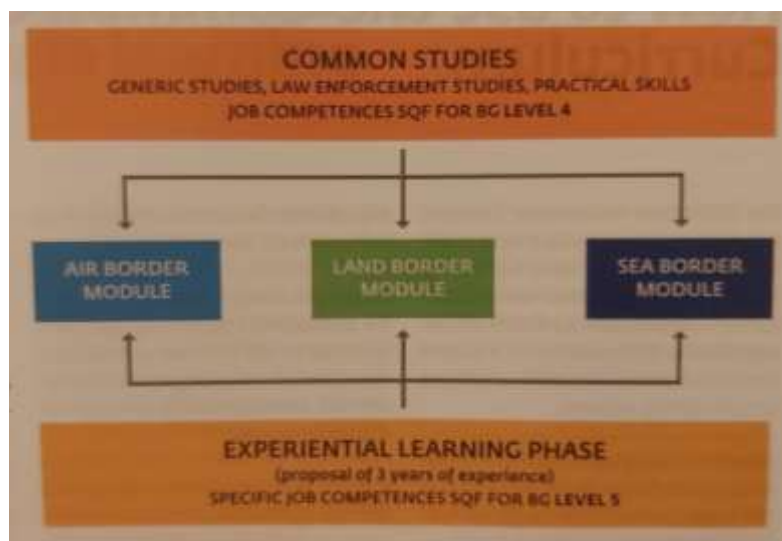 COMMON STUDIES
GENERIC STUDIES, LAW ENFORCEMENT STUDIES, PRACTICAL SKILLS
JOB COMPETENCES SQF FOR BG LEVEL 4
AIR BORDER
MODULE
LAND BORDER
MODULE
SEA BORDER
MODULE
EXPERIENTIAL LEARNING PHASE
(proposal of 3 years of experience)
SPECIFIC JOB COMPETENCES SQF FOR BG LEVEL 5